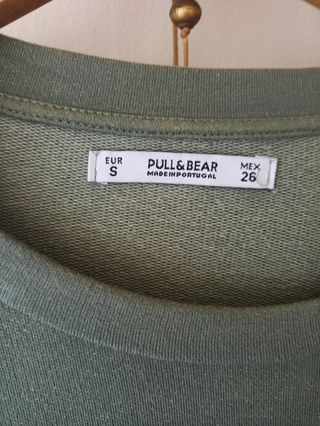 EUR
S
PULL&BEAR
MADE IN PORTUGAL
MEX
26